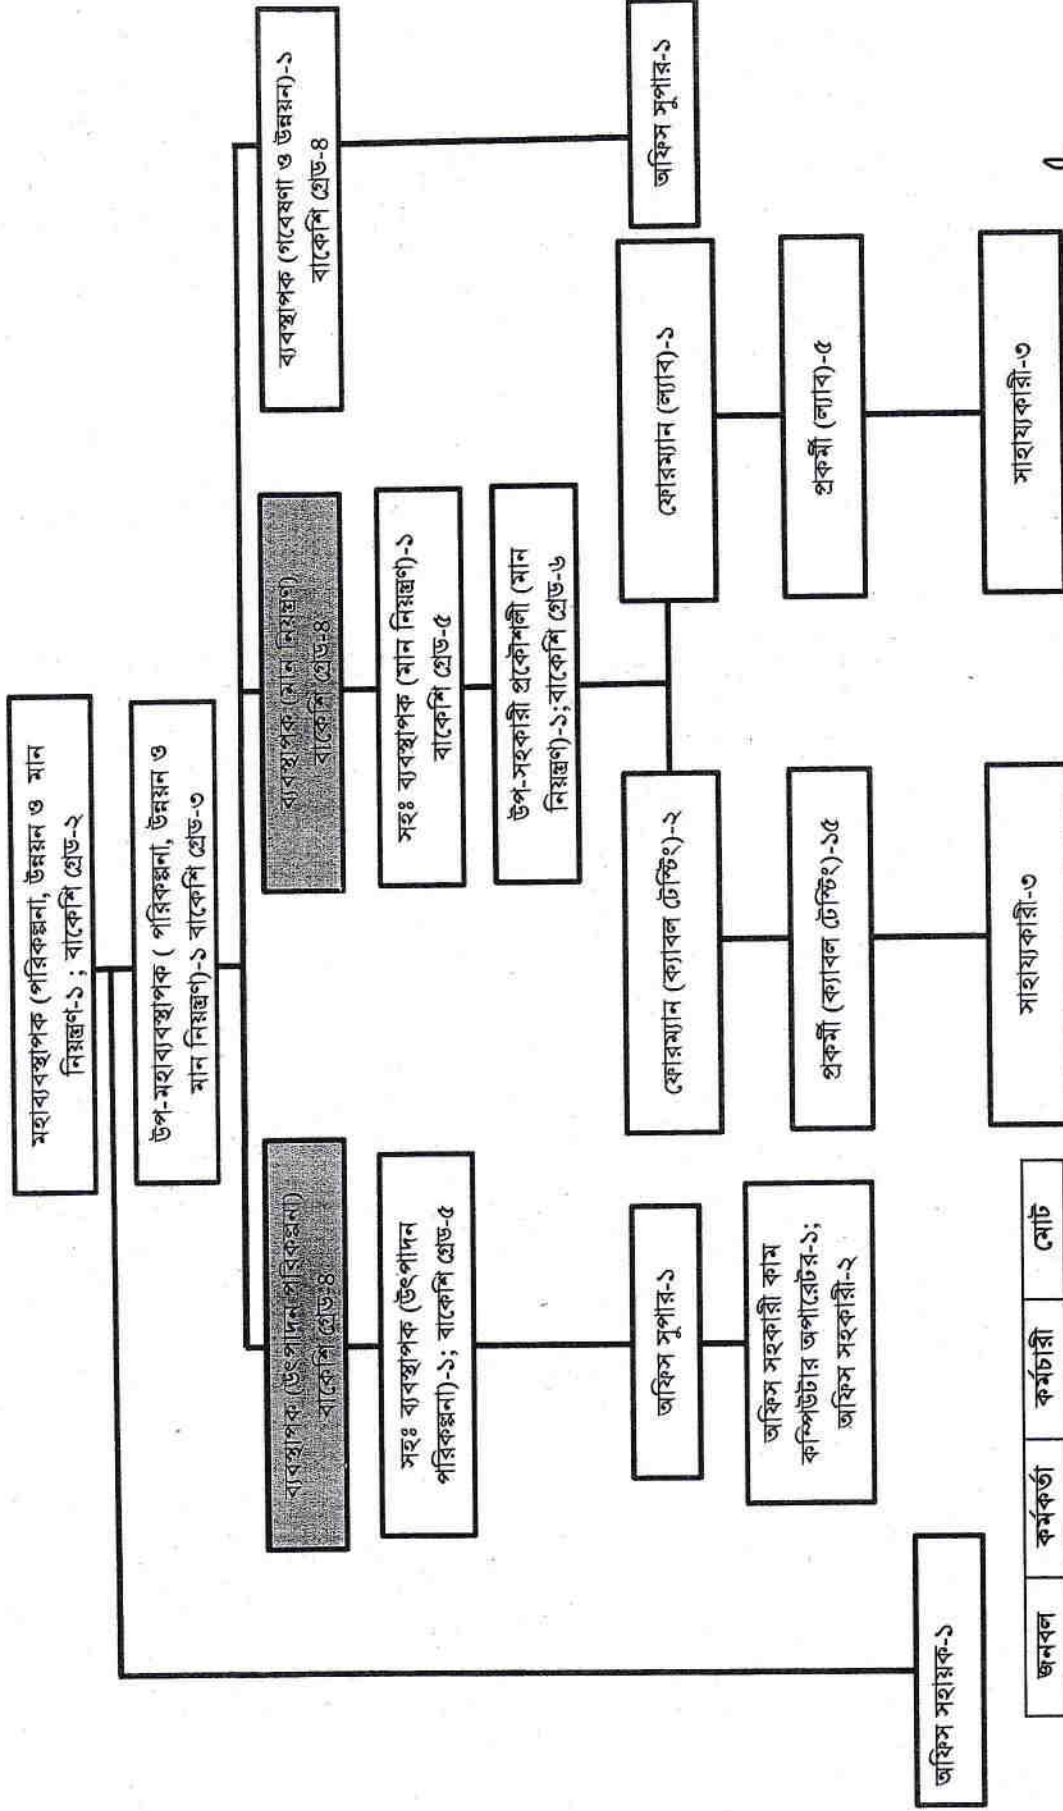 মহাব্যবস্থাপক (পরিকল্পনা, উন্নয়ন ও মান
নিয়ন্ত্রণ-১ ; বাকেশি গ্রেড-২
উপ-মহাব্যবস্থাপক ( পরিকল্পনা, উন্নয়ন ও
মান নিয়ন্ত্রণ)-১ বাকেশি গ্রেড-৩
ব্যবস্থাপক (উৎপাদন পরিকল্পনা)
বাকেশি গ্রেড-৪
ব্যবস্থাপক (মান নিয়ন্ত্রণ)
বাকেশি গ্রেড-৪
ব্যবস্থাপক (গবেষণা ও উন্নয়ন)-১
বাকেশি গ্রেড-৪
সহঃ ব্যবস্থাপক (উৎপাদন
পরিকল্পনা)-১; বাকেশি গ্রেড-৫
সহঃ ব্যবস্থাপক (মান নিয়ন্ত্রণ)-১
বাকেশি গ্রেড-৫
উপ-সহকারী প্রকৌশলী (মান
নিয়ন্ত্রণ)-১;বাকেশি গ্রেড-৬
অফিস সুপার-১
ফোরম্যান (ক্যাবল টেস্টিং)-২
ফোরম্যান (ল্যাব)-১
অফিস সুপার-১
অফিস সহকারী কাম
কম্পিউটার অপারেটর-১;
অফিস সহকারী-২
প্রকর্মী (ক্যাবল টেস্টিং)-১৫
প্রকর্মী (ল্যাব)-৫
অফিস সহায়ক-১
সাহায্যকারী-৩
সাহায্যকারী-৩
জনবল কর্মকর্তা কর্মচারী মোট